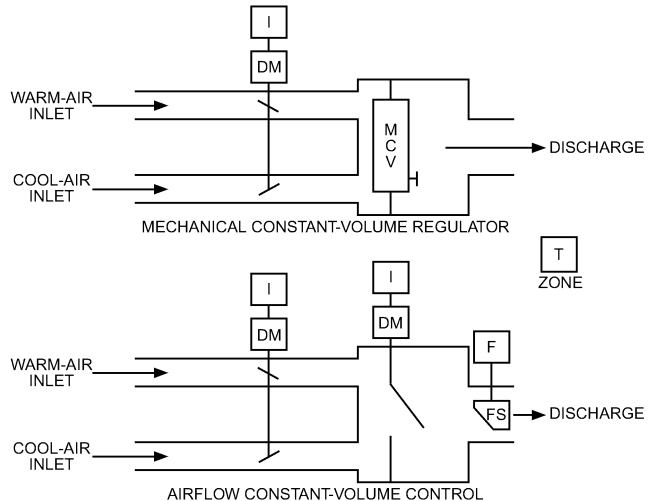 I
DM
WARM-AIR
INLET
M
C
V
DISCHARGE
COOL-AIR
INLET
MECHANICAL CONSTANT-VOLUME REGULATOR
T
ZONE
I
I
DM
DM
F
WARM-AIR
INLET
FS
DISCHARGE
COOL-AIR
INLET
AIRFLOW CONSTANT-VOLUME CONTROL